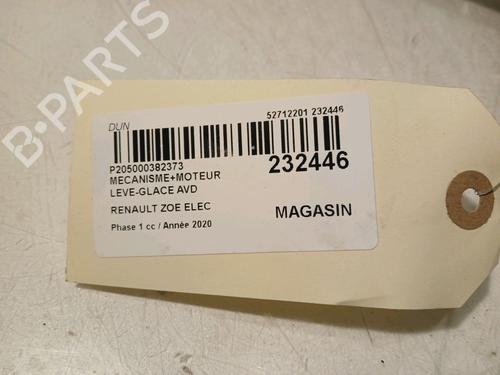 B-PARTS
DUN
52712201 232446
P205000382373
MECANISME+MOTEUR
LEVE-GLACE AVD
232446
RENAULT ZOE ELEC
MAGASIN
Phase 1 cc / Année 2020